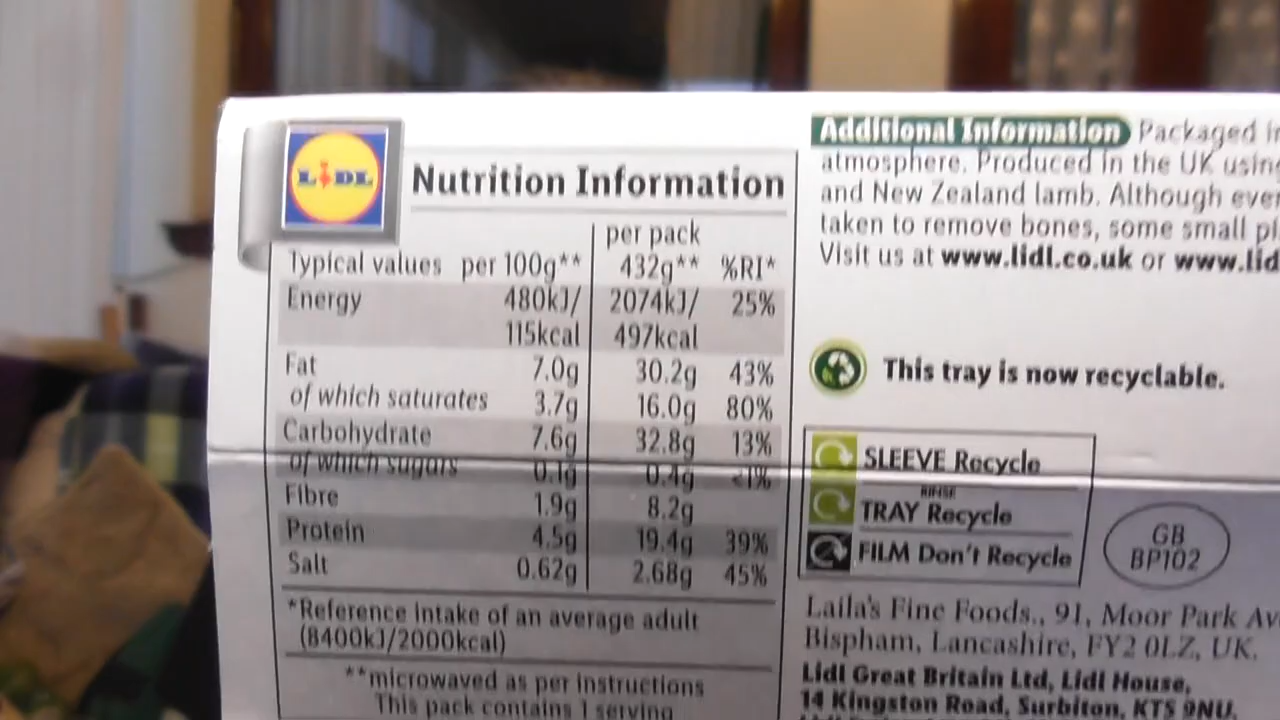 LIDL
Nutrition Information
per pack
Typical values per 100g** 432g** %RI*
Energy 480kJ/ 2074kJ/ 25%
115kcal 497kcal
Fat 7.0g 30.2g 43%
of which saturates 3.7g 16.0g 80%
Carbohydrate 7.6g 32.8g 13%
of which sugars 0.1g 0.4g <1%
Fibre 1.9g 8.2g
Protein 4.5g 19.4g 39%
Salt 0.62g 2.68g 45%
*Reference intake of an average adult
(8400kJ/2000kcal)
**microwaved as per instructions
This pack contains 1 serving
Additional Information Packaged in
atmosphere. Produced in the UK using
and New Zealand lamb. Although ever
taken to remove bones, some small pi
Visit us at www.lidl.co.uk or www.lid
This tray is now recyclable.
SLEEVE Recycle
RINSE
TRAY Recycle
FILM Don't Recycle
GB
BP102
Laila's Fine Foods., 91, Moor Park Av
Bispham, Lancashire, FY2 0LZ, UK.
Lidl Great Britain Ltd, Lidl House,
14 Kingston Road, Surbiton, KT5 9NU.